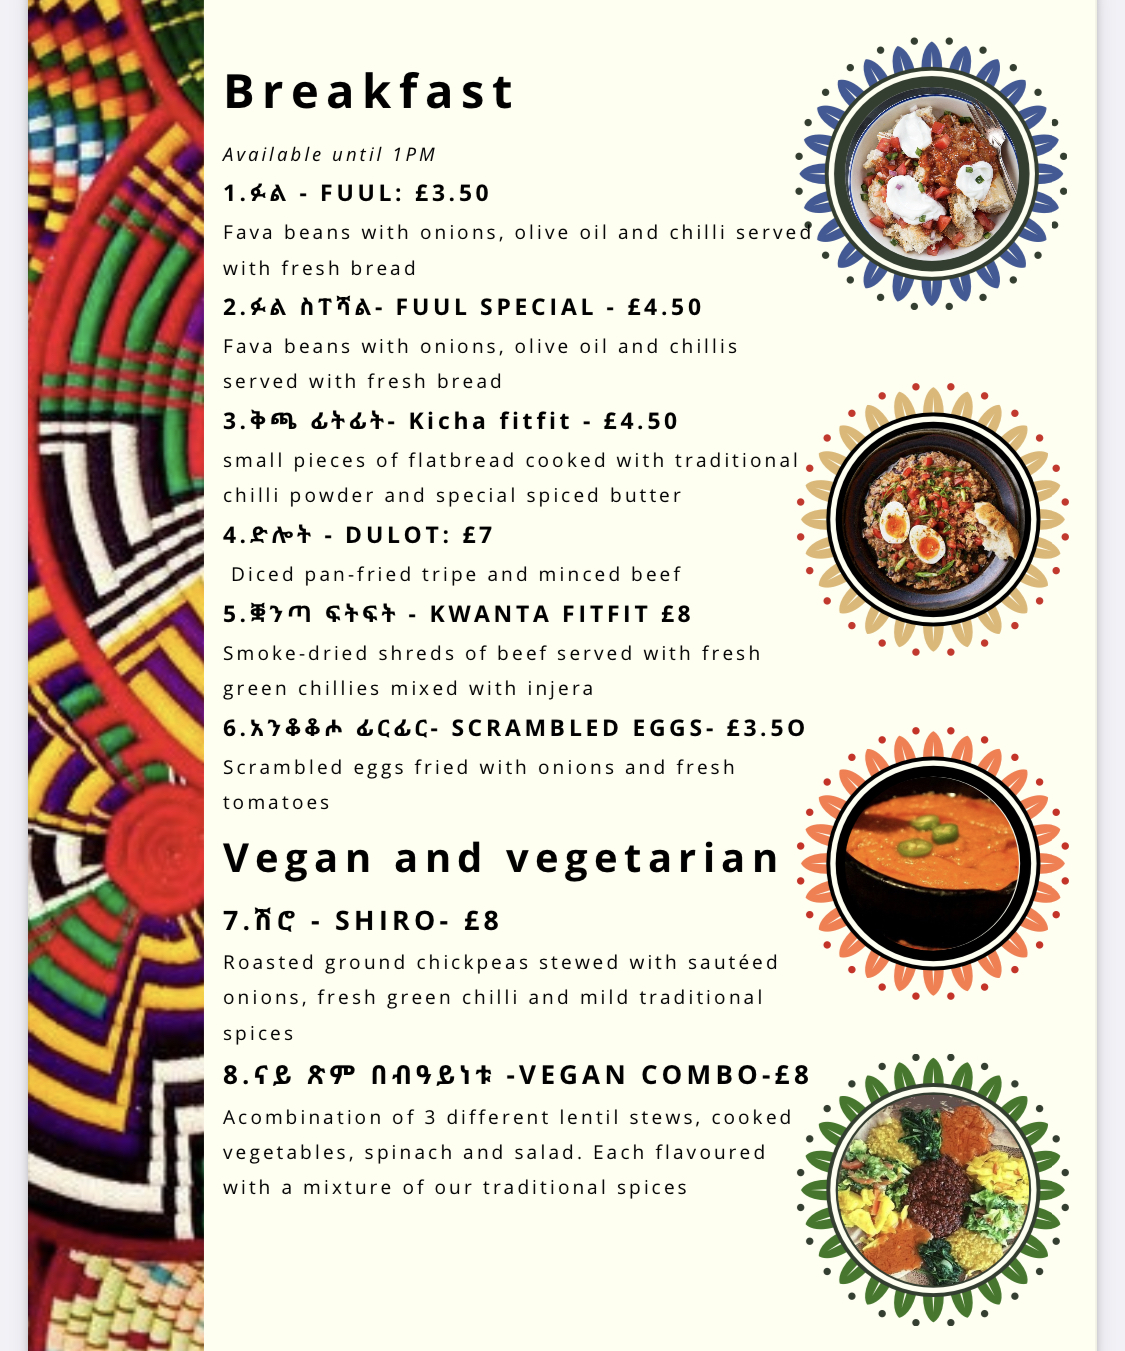 Breakfast
Available until 1PM
1.ፉል - FUUL: £3.50
Fava beans with onions, olive oil and chilli served
with fresh bread
2.ፉል ስፐሻል- FUUL SPECIAL - £4.50
Fava beans with onions, olive oil and chillis
served with fresh bread
3.ቅጫ ፊትፊት- Kicha fitfit - £4.50
small pieces of flatbread cooked with traditional
chilli powder and special spiced butter
4.ድሎት - DULOT: £7
Diced pan-fried tripe and minced beef
5.ቋንጣ ፍትፍት - KWANTA FITFIT £8
Smoke-dried shreds of beef served with fresh
green chillies mixed with injera
6.እንቆቆሖ ፊርፊር- SCRAMBLED EGGS- £3.5O
Scrambled eggs fried with onions and fresh
tomatoes
Vegan and vegetarian
7.ሽሮ - SHIRO- £8
Roasted ground chickpeas stewed with sautéed
onions, fresh green chilli and mild traditional
spices
8.ናይ ጾም በብዓይነቱ -VEGAN COMBO-£8
Acombination of 3 different lentil stews, cooked
vegetables, spinach and salad. Each flavoured
with a mixture of our traditional spices